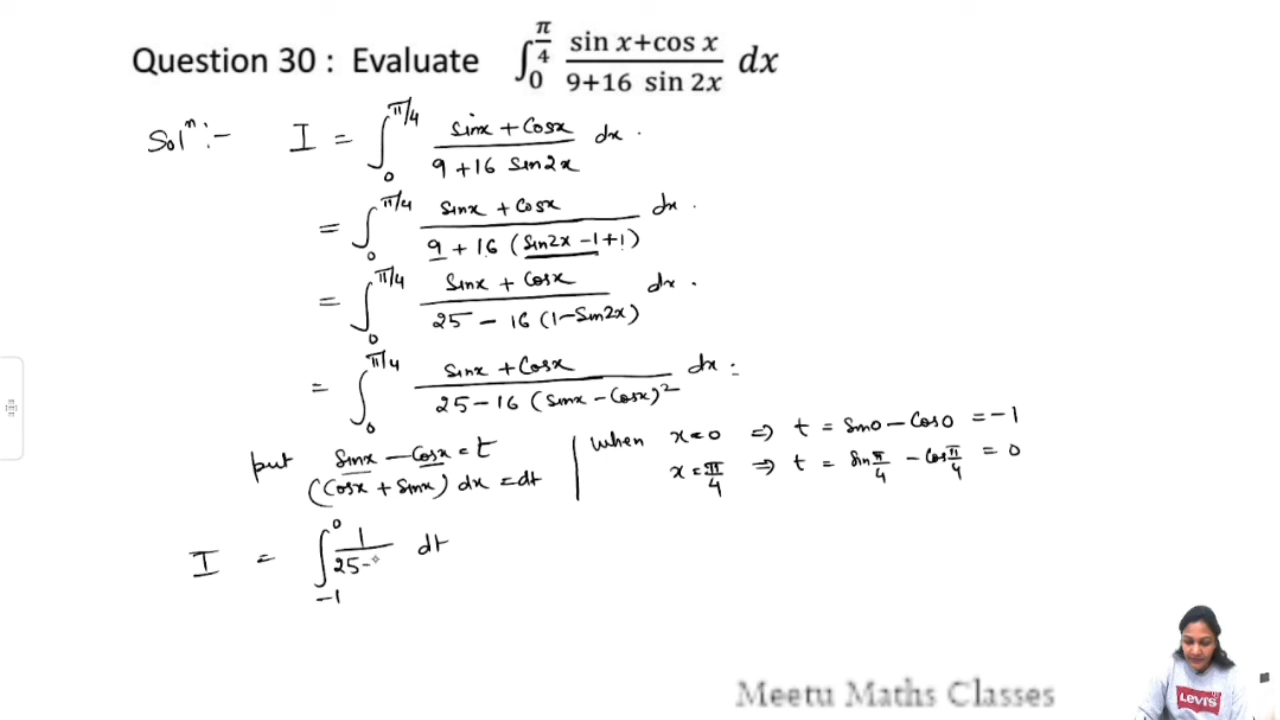 Question 30 : Evaluate ∫₀^(π/4) (sin x+cos x)/(9+16 sin 2x) dx
Solⁿ:- I = ∫₀^(π/4) (sinx + cosx)/(9 + 16 sin2x) dx .
= ∫₀^(π/4) (sinx + cosx)/(9 + 16 (sin2x - 1 + 1)) dx .
= ∫₀^(π/4) (sinx + cosx)/(25 - 16 (1 - sin2x)) dx .
= ∫₀^(π/4) (sinx + cosx)/(25 - 16 (sinx - cosx)²) dx .
put sinx - cosx = t
(cosx + sinx) dx = dt
when x = 0 ⇒ t = sin0 - cos0 = -1
x = π/4 ⇒ t = sin π/4 - cos π/4 = 0
I = ∫₋₁^0 1/(25- dt
Meetu Maths Classes
LEVI'S